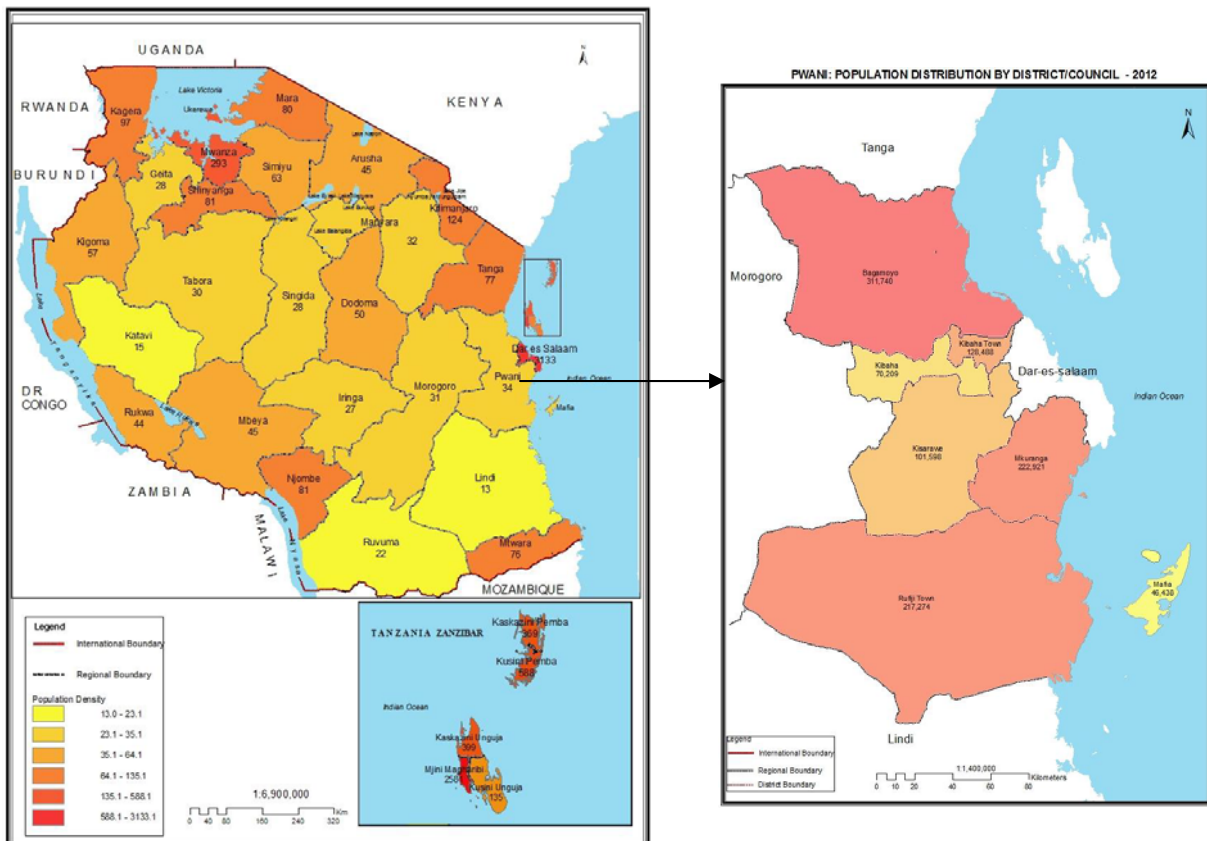 UGANDA
RWANDA
KENYA
BURUNDI
DR
CONGO
ZAMBIA
MALAWI
MOZAMBIQUE
Indian Ocean
Lake Victoria
Ukerewe
N
Kagera
97
Mara
80
Mwanza
293
Simiyu
63
Arusha
45
Geita
28
Shinyanga
81
Kilimanjaro
124
Manyara
32
Kigoma
57
Tabora
30
Singida
28
Dodoma
50
Tanga
77
Katavi
15
Dar-es Salaam
3133
Pwani
34
Morogoro
31
Mafia
Iringa
27
Rukwa
44
Mbeya
45
Njombe
81
Lindi
13
Ruvuma
22
Mtwara
76
Lake Tanganyika
Lake Rukwa
Lake Nyasa
Legend
International Boundary
Regional Boundary
Population Density
13.0 - 23.1
23.1 - 35.1
35.1 - 64.1
64.1 - 135.1
135.1 - 588.1
588.1 - 3133.1
1:6,900,000
0 40 80 160 240 320
Km
TANZANIA ZANZIBAR
Kaskazini Pemba
369
Kusini Pemba
588
Indian Ocean
Kaskazini Unguja
399
Mjini Magharibi
Kusini Unguja
135
PWANI: POPULATION DISTRIBUTION BY DISTRICT/COUNCIL - 2012
N
Tanga
Morogoro
Bagamoyo
311,740
Kibaha Town
128,488
Kibaha
70,209
Dar-es-salaam
Indian Ocean
Kisarawe
101,598
Mkuranga
222,921
Mafia
46,438
Rufiji Town
217,274
Lindi
Legend
International Boundary
Regional Boundary
District Boundary
1:1,400,000
0 10 20 40 60 80
Kilometers